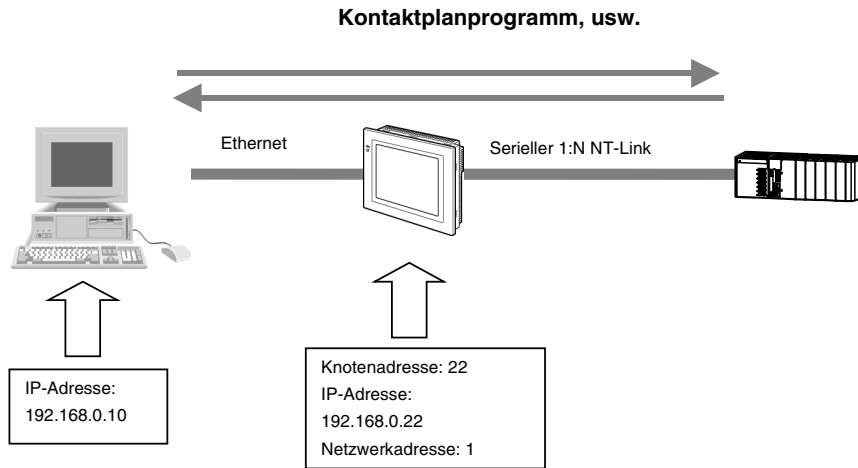 Kontaktplanprogramm, usw.
Ethernet
Serieller 1:N NT-Link
IP-Adresse:
192.168.0.10
Knotenadresse: 22
IP-Adresse:
192.168.0.22
Netzwerkadresse: 1